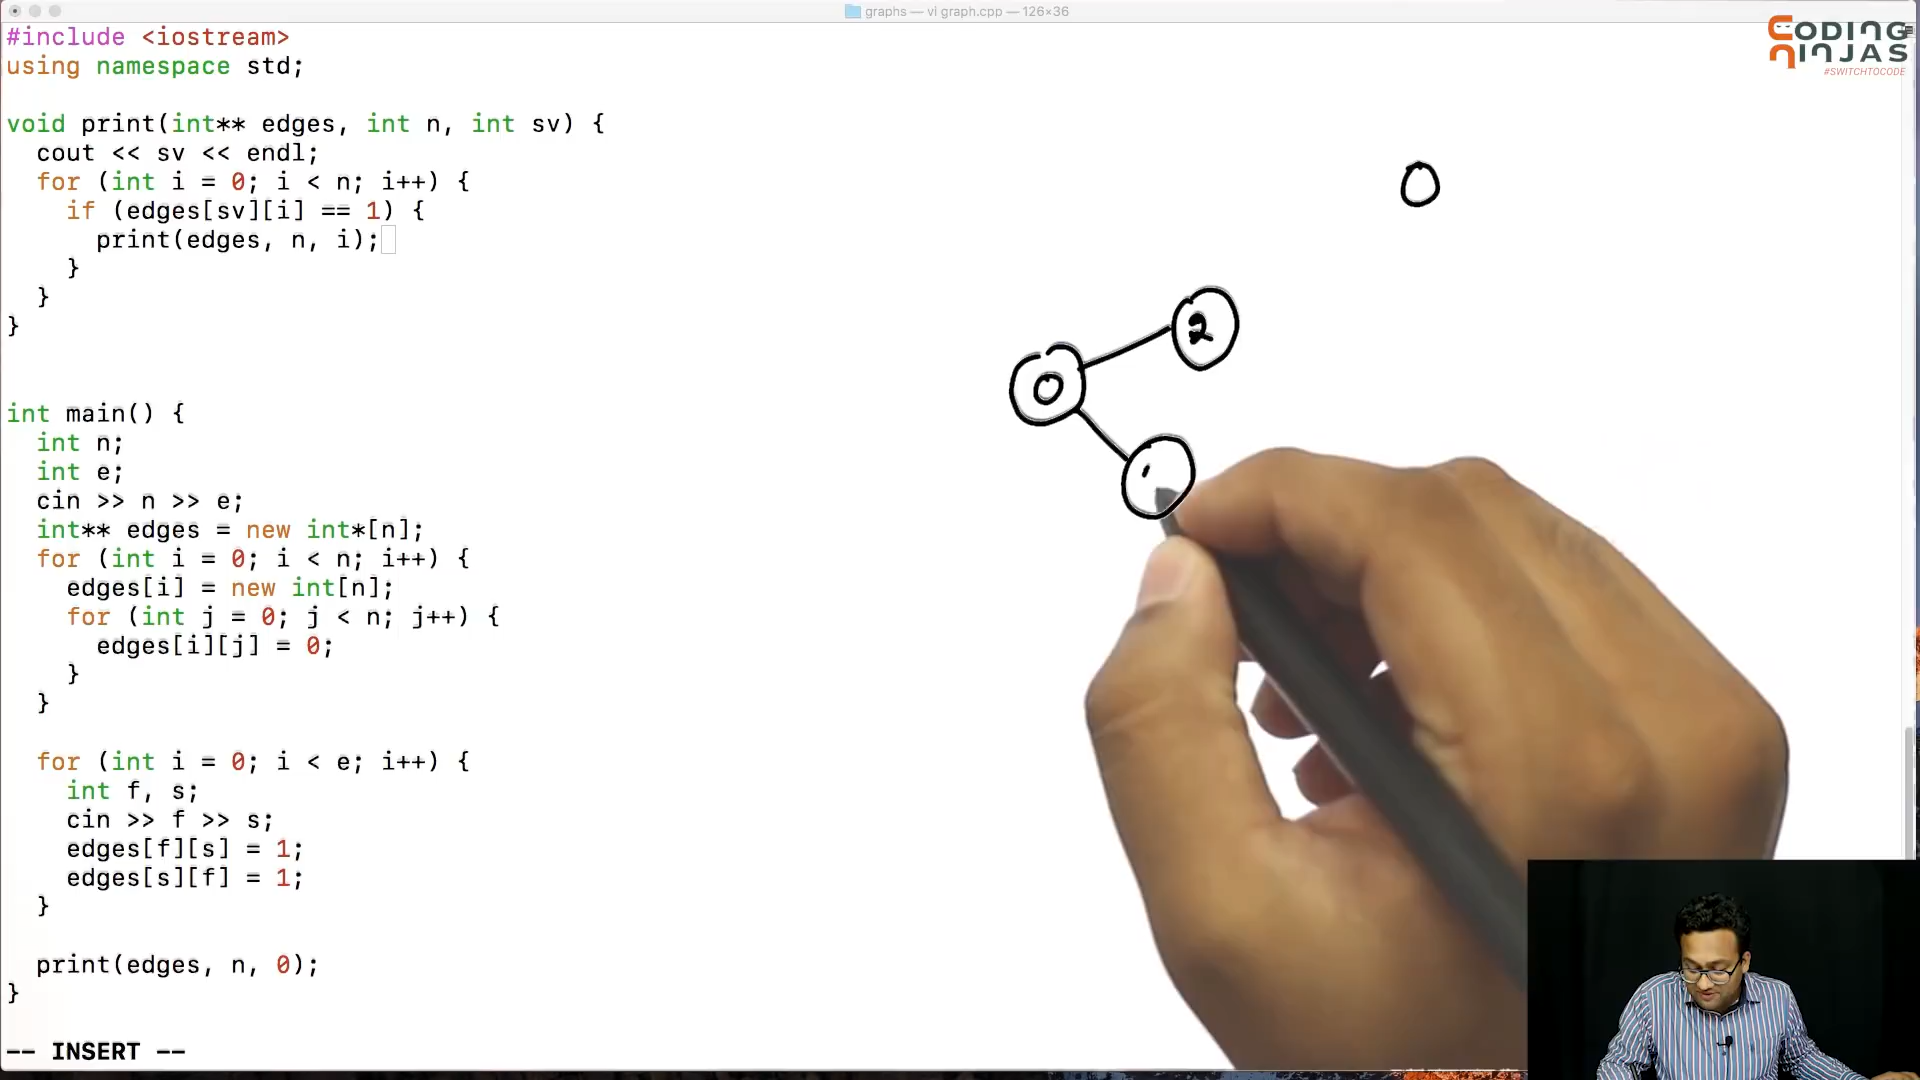 graphs — vi graph.cpp — 126×36
CODING
NINJAS
#SWITCHTOCODE
#include <iostream>
using namespace std;
void print(int** edges, int n, int sv) {
  cout << sv << endl;
  for (int i = 0; i < n; i++) {
    if (edges[sv][i] == 1) {
      print(edges, n, i);
    }
  }
}
int main() {
  int n;
  int e;
  cin >> n >> e;
  int** edges = new int*[n];
  for (int i = 0; i < n; i++) {
    edges[i] = new int[n];
    for (int j = 0; j < n; j++) {
      edges[i][j] = 0;
    }
  }
  for (int i = 0; i < e; i++) {
    int f, s;
    cin >> f >> s;
    edges[f][s] = 1;
    edges[s][f] = 1;
  }
  print(edges, n, 0);
}
-- INSERT --
0
2
0